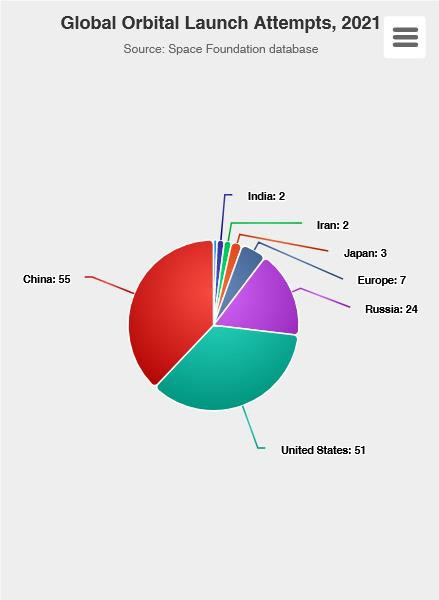 Global Orbital Launch Attempts, 2021
Source: Space Foundation database
India: 2
Iran: 2
Japan: 3
China: 55
Europe: 7
Russia: 24
United States: 51